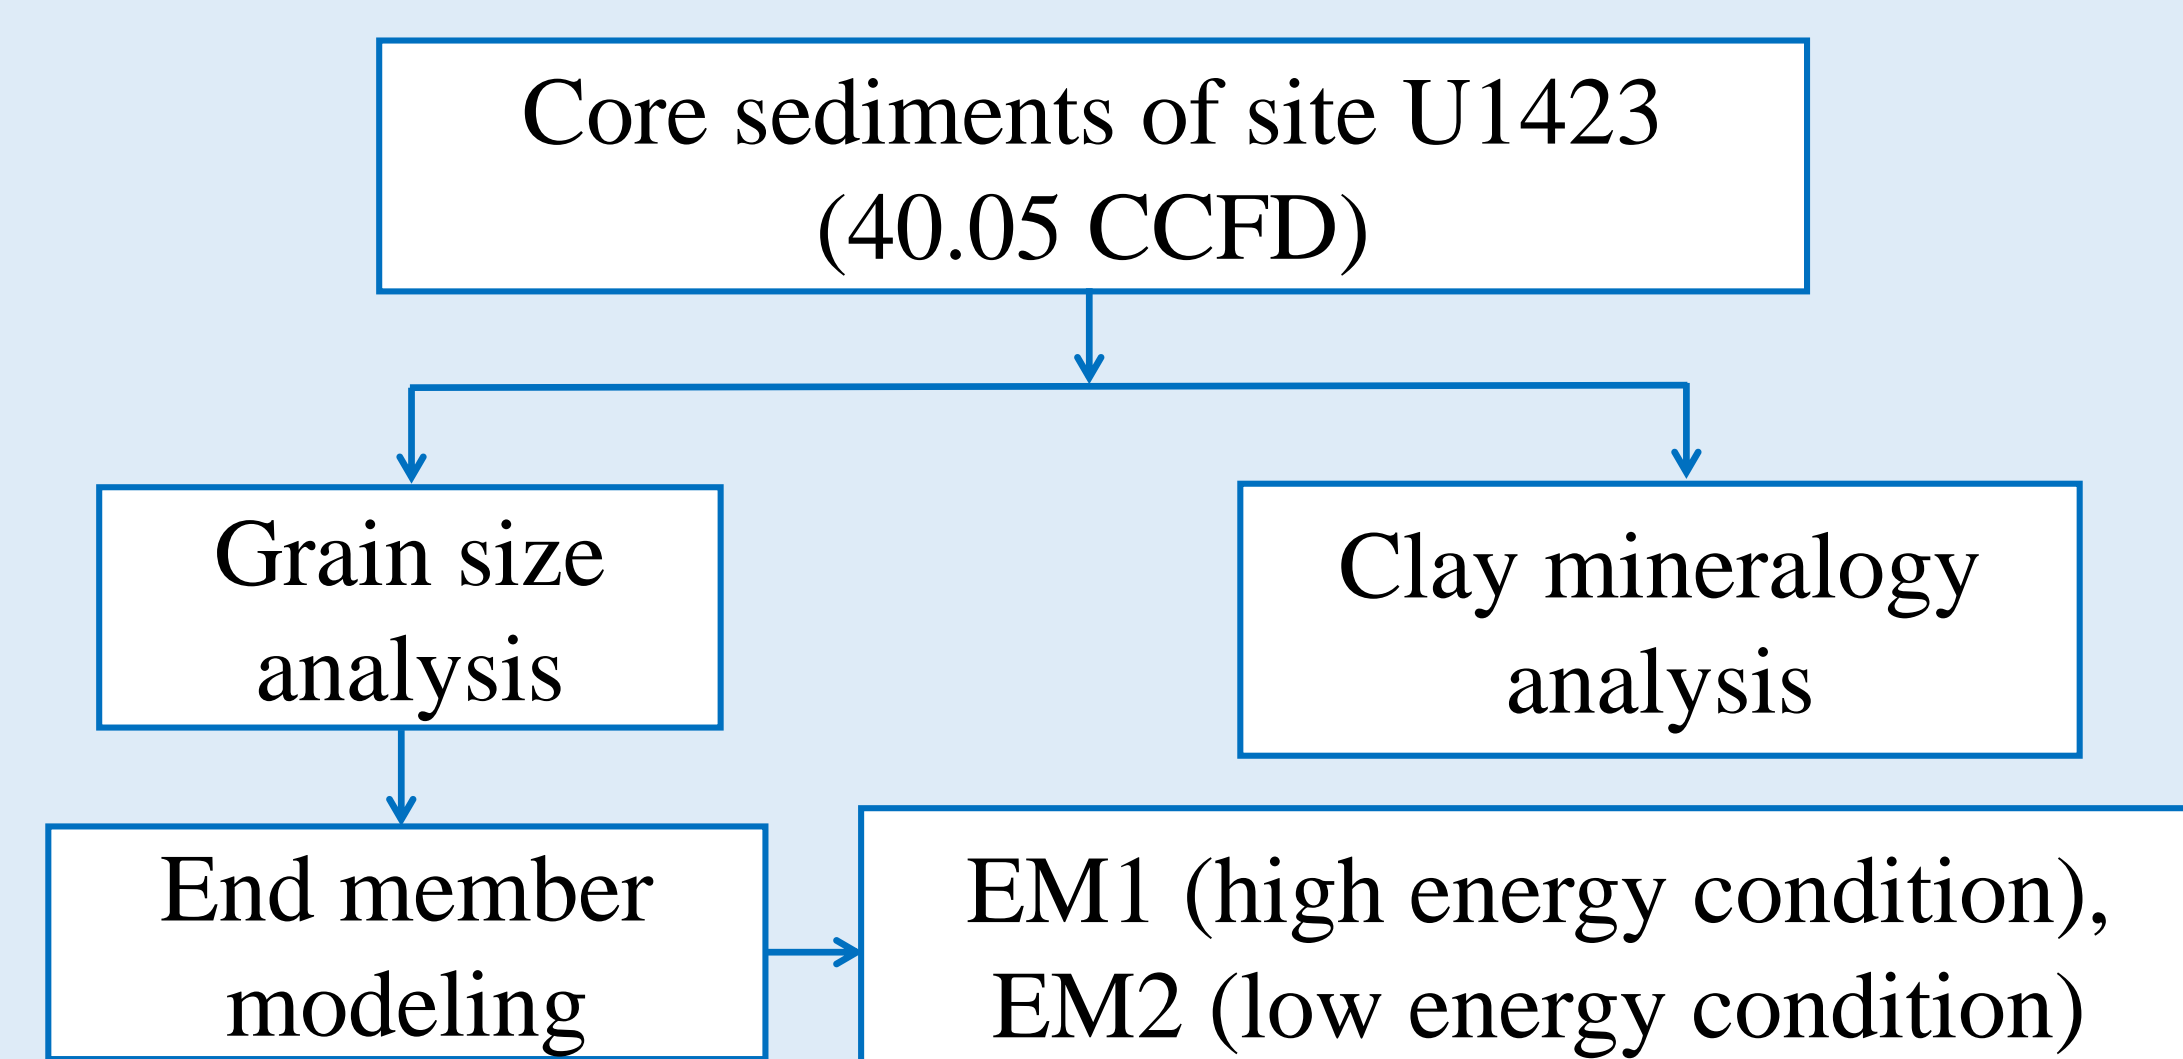 Core sediments of site U1423
(40.05 CCFD)
Grain size
analysis
Clay mineralogy
analysis
End member
modeling
EM1 (high energy condition),
EM2 (low energy condition)